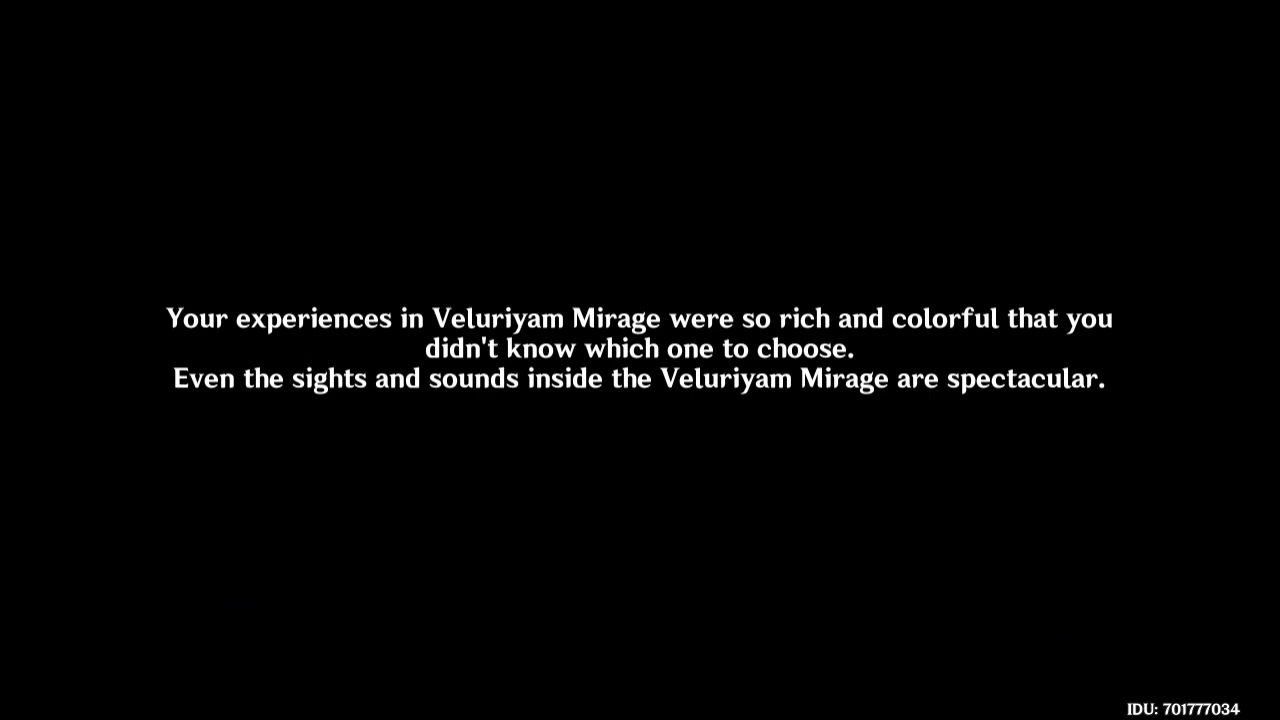 Your experiences in Veluriyam Mirage were so rich and colorful that you
didn't know which one to choose.
Even the sights and sounds inside the Veluriyam Mirage are spectacular.
IDU: 701777034